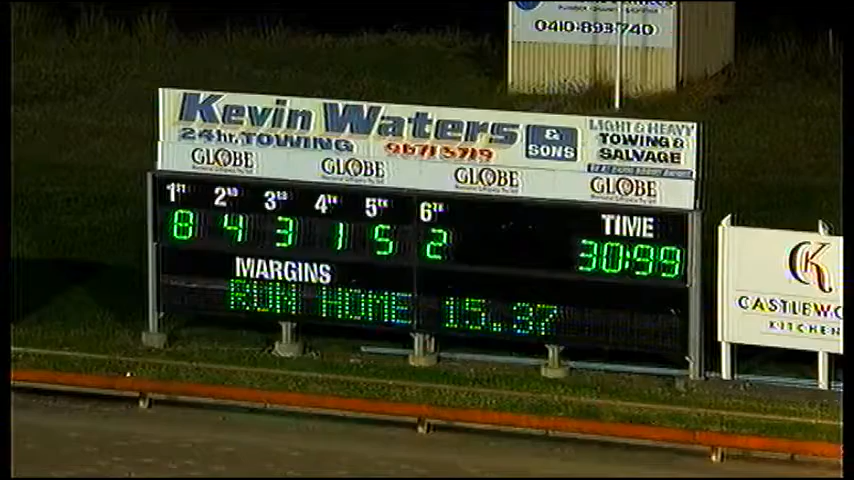 0410-893-740
Kevin Waters & SONS
24hr. TOWING 9671 5719
LIGHT & HEAVY
TOWING &
SALVAGE
GLOBE GLOBE GLOBE GLOBE
1ST 2ND 3RD 4TH 5TH 6TH TIME
8 4 3 1 5 2 30:99
MARGINS
RUN HOME 15.37
CK
CASTLEWO
KITCHEN